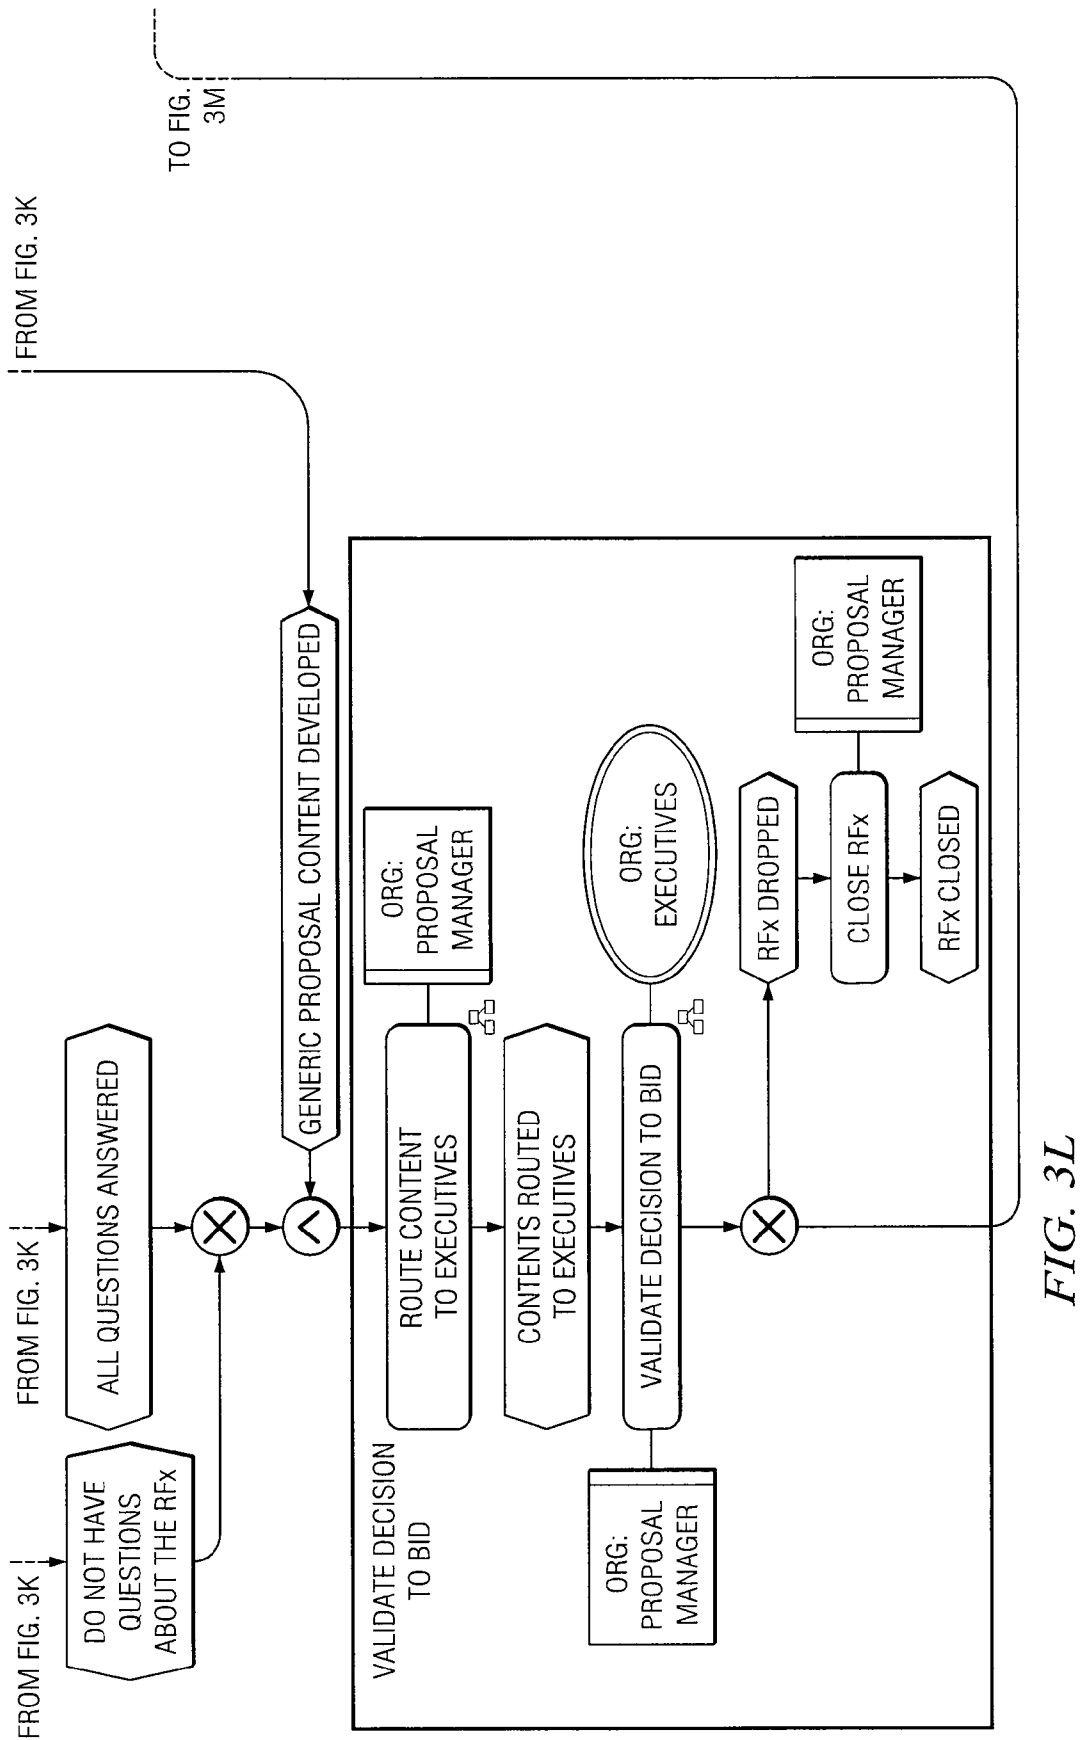 FROM FIG. 3K
DO NOT HAVE
QUESTIONS
ABOUT THE RFx
FROM FIG. 3K
ALL QUESTIONS ANSWERED
FROM FIG. 3K
TO FIG.
3M
GENERIC PROPOSAL CONTENT DEVELOPED
VALIDATE DECISION
TO BID
ROUTE CONTENT
TO EXECUTIVES
ORG:
PROPOSAL
MANAGER
CONTENTS ROUTED
TO EXECUTIVES
ORG:
PROPOSAL
MANAGER
VALIDATE DECISION TO BID
ORG:
EXECUTIVES
RFx DROPPED
CLOSE RFx
ORG:
PROPOSAL
MANAGER
RFx CLOSED
FIG. 3L